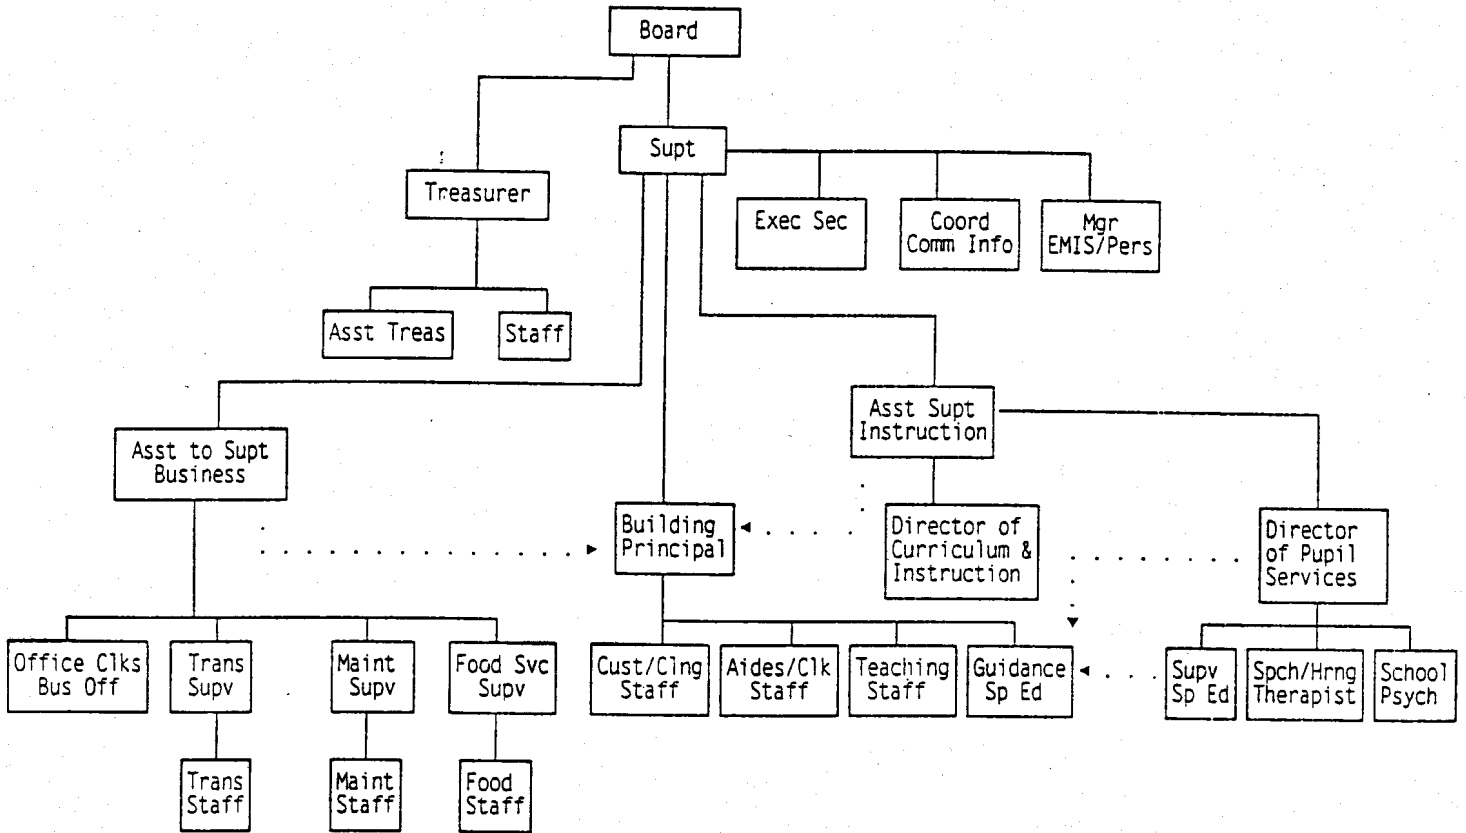 Board
Supt
Treasurer
Exec Sec
Coord
Comm Info
Mgr
EMIS/Pers
Asst Treas
Staff
Asst Supt
Instruction
Asst to Supt
Business
Building
Principal
Director of
Curriculum &
Instruction
Director
of Pupil
Services
Office Clks
Bus Off
Trans
Supv
Maint
Supv
Food Svc
Supv
Cust/Clng
Staff
Aides/Clk
Staff
Teaching
Staff
Guidance
Sp Ed
Supv
Sp Ed
Spch/Hrng
Therapist
School
Psych
Trans
Staff
Maint
Staff
Food
Staff